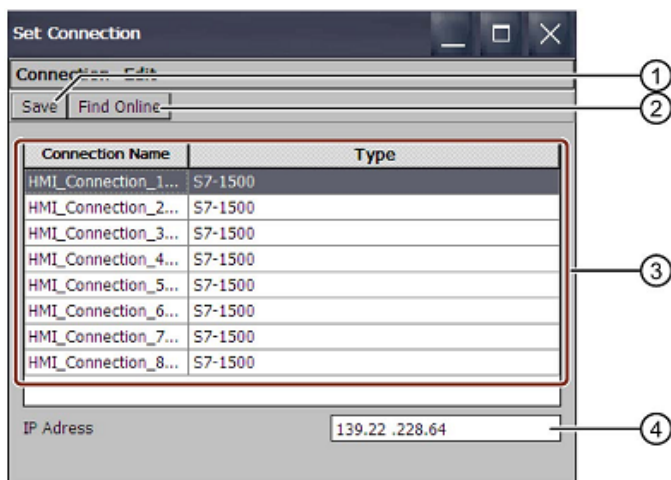 Set Connection
Connection Edit
1
Save Find Online
2
Connection Name Type
HMI_Connection_1... S7-1500
HMI_Connection_2... S7-1500
HMI_Connection_3... S7-1500
HMI_Connection_4... S7-1500
HMI_Connection_5... S7-1500
3
HMI_Connection_6... S7-1500
HMI_Connection_7... S7-1500
HMI_Connection_8... S7-1500
IP Adress 139.22 .228.64
4